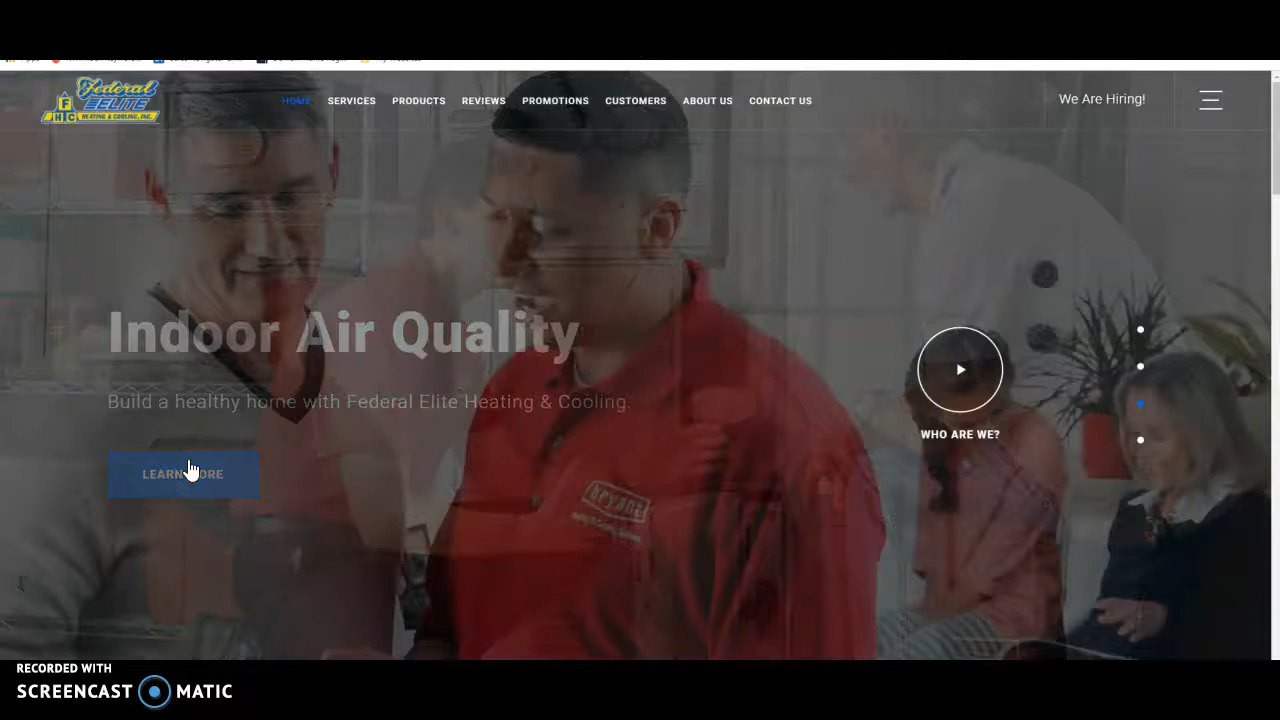 Federal
ELITE
F
H T C HEATING & COOLING, INC.
HOME SERVICES PRODUCTS REVIEWS PROMOTIONS CUSTOMERS ABOUT US CONTACT US
We Are Hiring!
Indoor Air Quality
Build a healthy home with Federal Elite Heating & Cooling.
LEARN MORE
WHO ARE WE?
bryant
RECORDED WITH
SCREENCAST MATIC